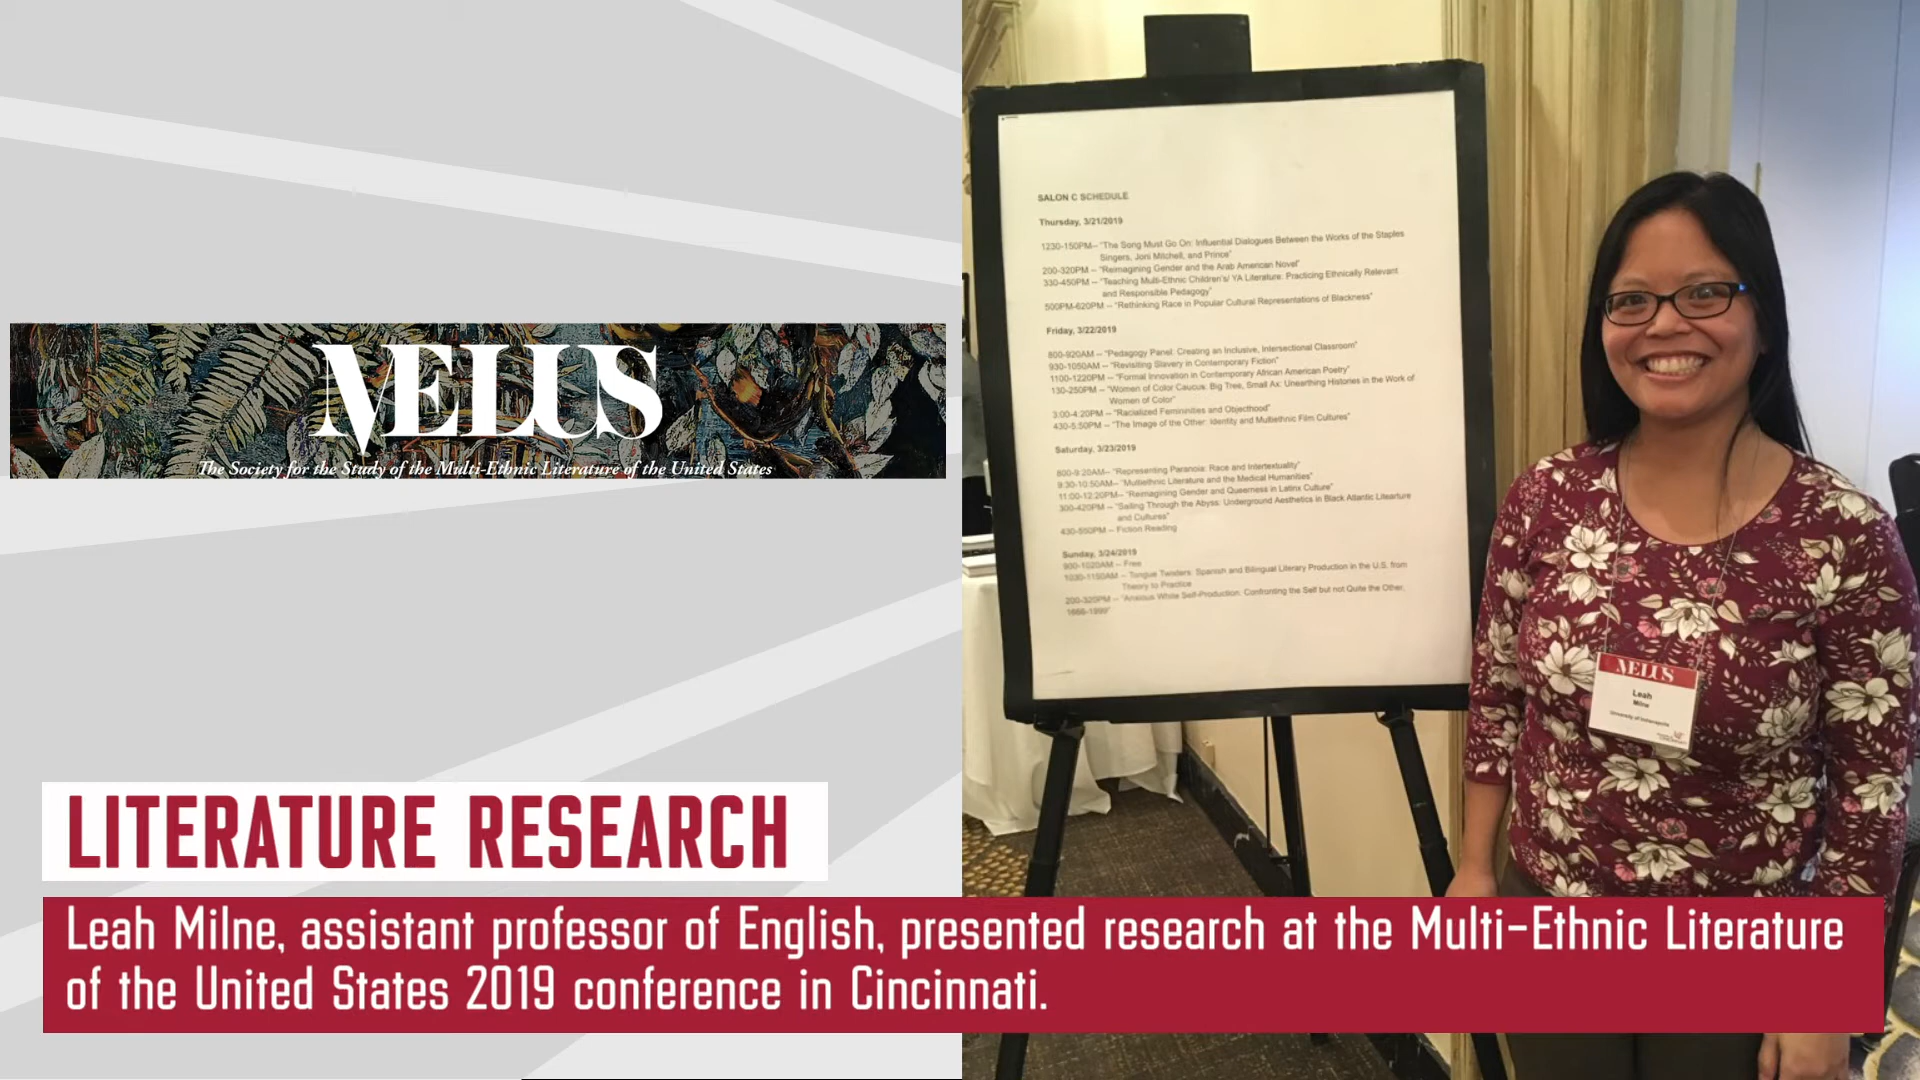 MELUS
The Society for the Study of the Multi-Ethnic Literature of the United States
LITERATURE RESEARCH
Leah Milne, assistant professor of English, presented research at the Multi-Ethnic Literature
of the United States 2019 conference in Cincinnati.
SALON C SCHEDULE
Thursday, 3/21/2019
1230-150PM-- "The Song Must Go On: Influential Dialogues Between the Works of the Staples
Singers, Joni Mitchell, and Prince"
200-320PM -- "Reimagining Gender and the Arab American Novel"
330-450PM -- "Teaching Multi-Ethnic Children's/ YA Literature: Practicing Ethnically Relevant
and Responsible Pedagogy"
500PM-620PM -- "Rethinking Race in Popular Cultural Representations of Blackness"
Friday, 3/22/2019
800-920AM -- "Pedagogy Panel: Creating an Inclusive, Intersectional Classroom"
930-1050AM -- "Revisiting Slavery in Contemporary Fiction"
1100-1220PM -- "Formal Innovation in Contemporary African American Poetry"
130-250PM -- "Women of Color Caucus: Big Tree, Small Ax: Unearthing Histories in the Work of
Women of Color"
3:00-4:20PM -- "Racialized Femininities and Objecthood"
430-5:50PM -- "The Image of the Other: Identity and Multiethnic Film Cultures"
Saturday, 3/23/2019
800-9:20AM-- "Representing Paranoia: Race and Intertextuality"
9:30-10:50AM-- "Multiethnic Literature and the Medical Humanities"
11:00-12:20PM-- "Reimagining Gender and Queerness in Latinx Culture"
300-420PM -- "Sailing Through the Abyss: Underground Aesthetics in Black Atlantic Litearture
and Cultures"
430-550PM -- Fiction Reading
Sunday, 3/24/2019
900-1020AM -- Free
1030-1150AM -- Tongue Twisters: Spanish and Bilingual Literary Production in the U.S. from
Theory to Practice
200-320PM -- "Anxious White Self-Production: Confronting the Self but not Quite the Other,
1666-1999"
MELUS
Leah
Milne
University of Indianapolis